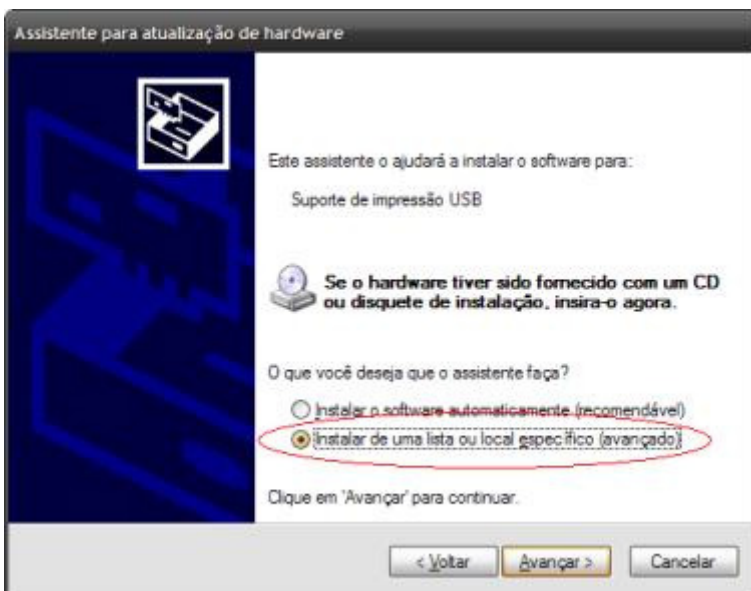 Assistente para atualização de hardware
Este assistente o ajudará a instalar o software para:
Suporte de impressão USB
Se o hardware tiver sido fornecido com um CD
ou disquete de instalação, insira-o agora.
O que você deseja que o assistente faça?
Instalar o software automaticamente (recomendável)
Instalar de uma lista ou local específico (avançado)
Clique em 'Avançar' para continuar.
< Voltar Avançar > Cancelar